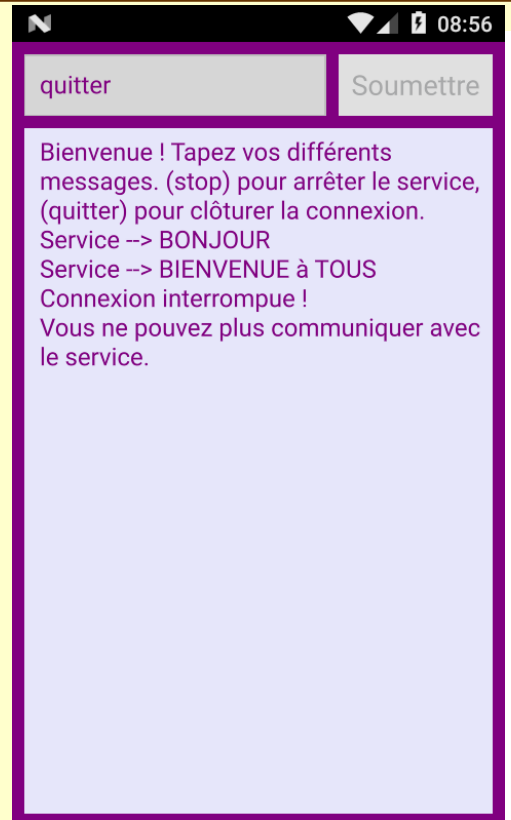 08:56
quitter
Soumettre
Bienvenue ! Tapez vos différents
messages. (stop) pour arrêter le service,
(quitter) pour clôturer la connexion.
Service --> BONJOUR
Service --> BIENVENUE à TOUS
Connexion interrompue !
Vous ne pouvez plus communiquer avec
le service.